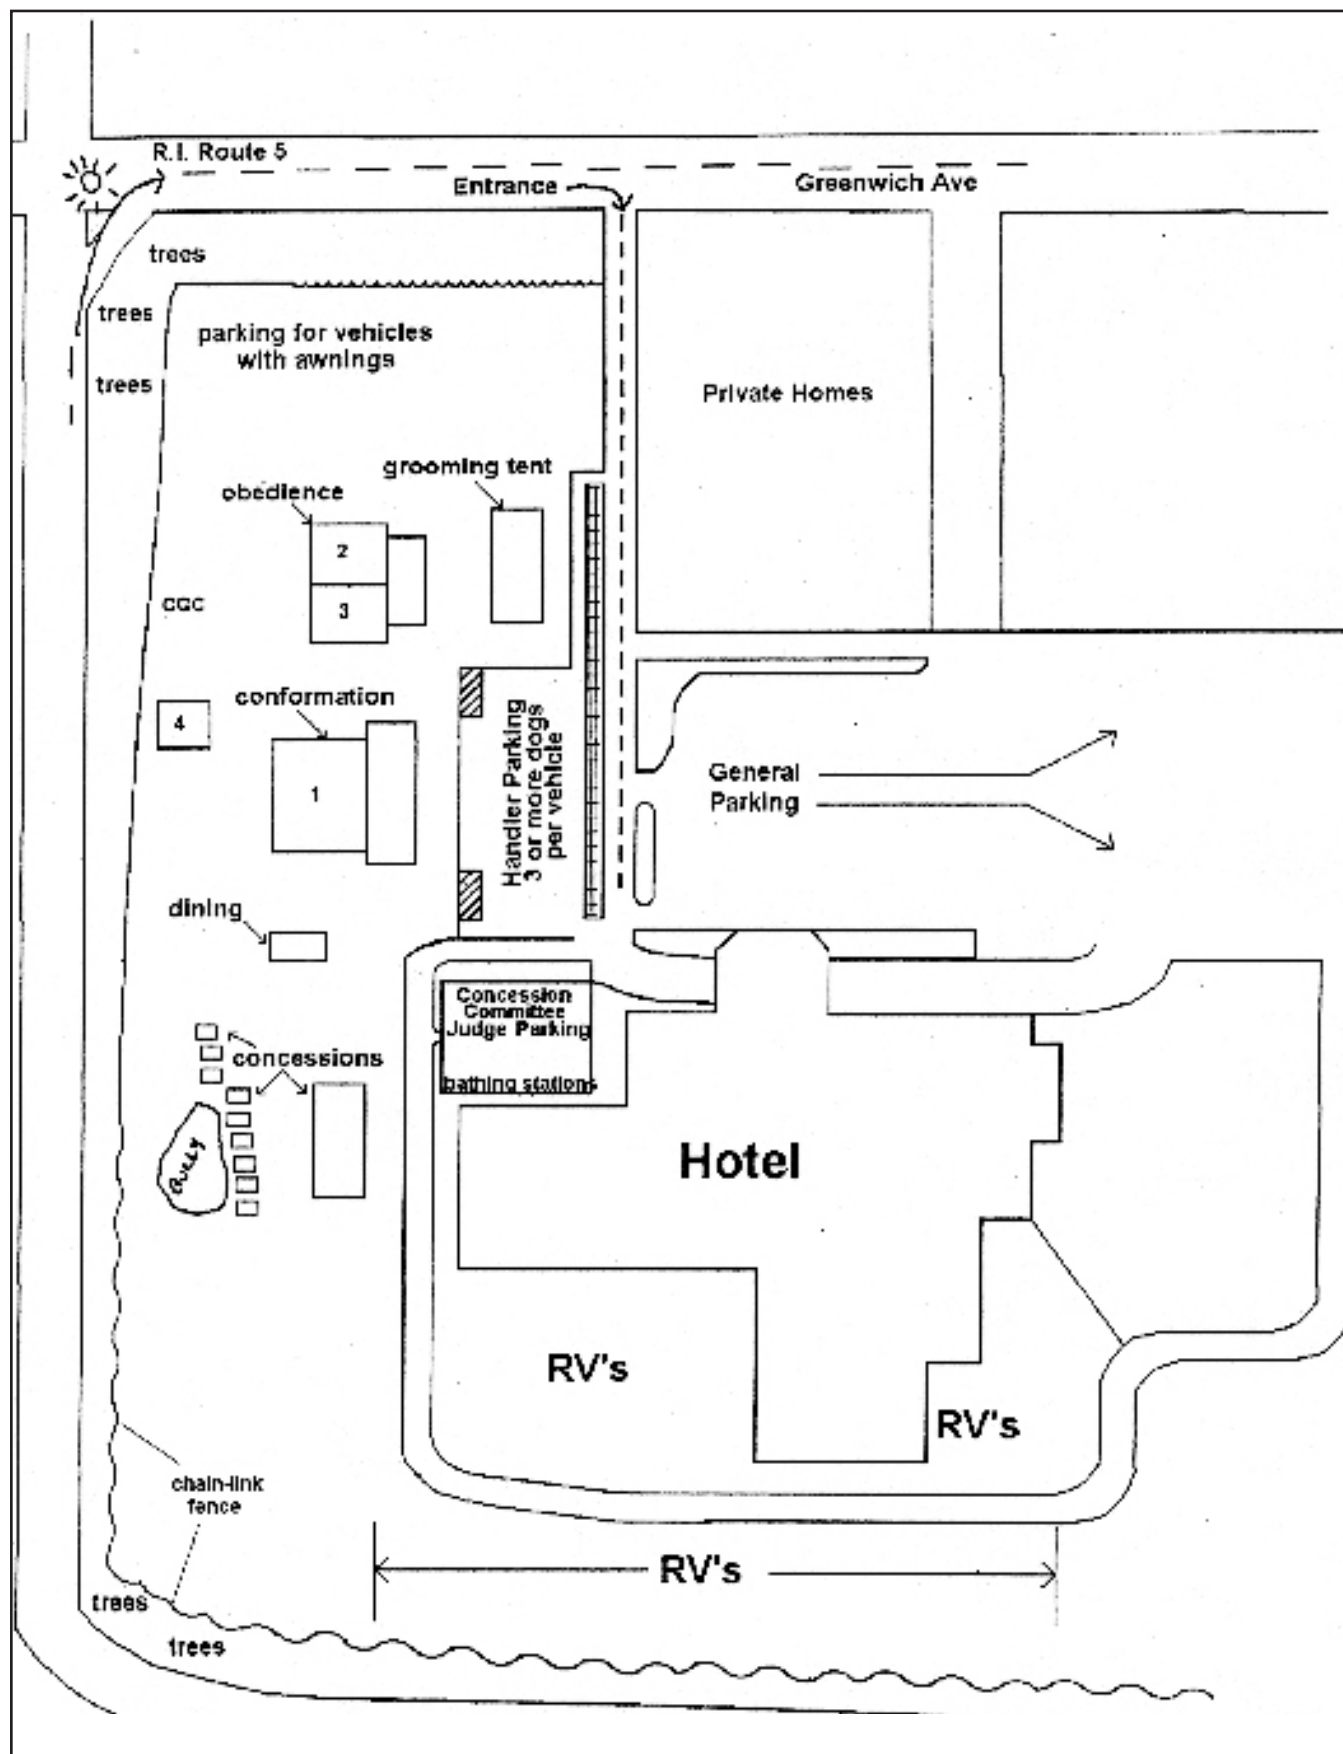 R.I. Route 5
Entrance
Greenwich Ave
trees
trees
trees
parking for vehicles
with awnings
Private Homes
grooming tent
obedience
2
3
CGC
conformation
4
1
Handler Parking
3 or more dogs
per vehicle
General
Parking
dining
Concession
Committee
Judge Parking
bathing stations
concessions
Gully
Hotel
RV's
RV's
chain-link
fence
RV's
trees
trees